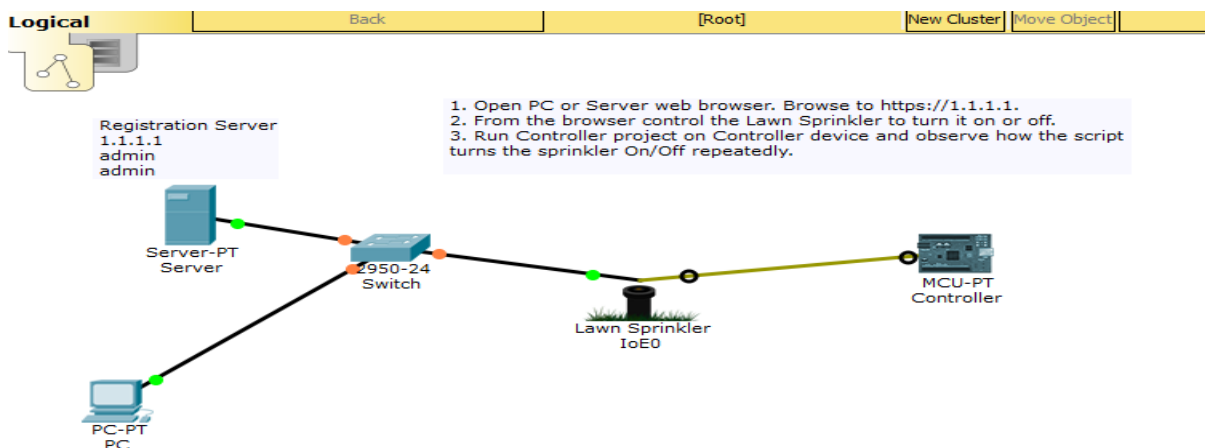 Logical
Back
[Root]
New Cluster
Move Object
1. Open PC or Server web browser. Browse to https://1.1.1.1.
2. From the browser control the Lawn Sprinkler to turn it on or off.
3. Run Controller project on Controller device and observe how the script
turns the sprinkler On/Off repeatedly.
Registration Server
1.1.1.1
admin
admin
Server-PT
Server
2950-24
Switch
MCU-PT
Controller
Lawn Sprinkler
IoE0
PC-PT
PC